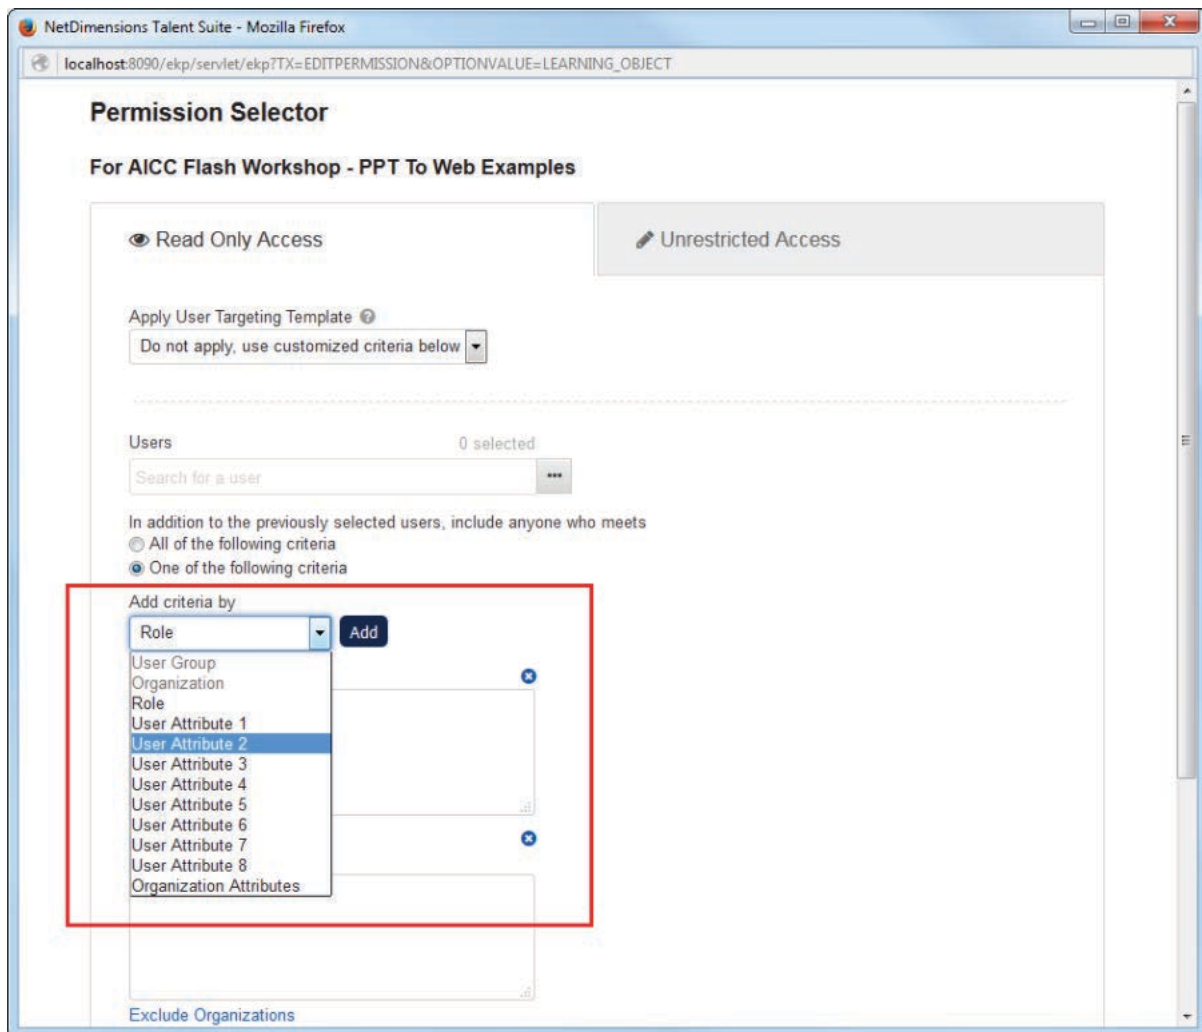 NetDimensions Talent Suite - Mozilla Firefox
localhost:8090/ekp/servlet/ekp?TX=EDITPERMISSION&OPTIONVALUE=LEARNING_OBJECT
Permission Selector
For AICC Flash Workshop - PPT To Web Examples
Read Only Access
Unrestricted Access
Apply User Targeting Template
Do not apply, use customized criteria below
Users 0 selected
Search for a user
In addition to the previously selected users, include anyone who meets
All of the following criteria
One of the following criteria
Add criteria by
Role Add
User Group
Organization
Role
User Attribute 1
User Attribute 2
User Attribute 3
User Attribute 4
User Attribute 5
User Attribute 6
User Attribute 7
User Attribute 8
Organization Attributes
Exclude Organizations